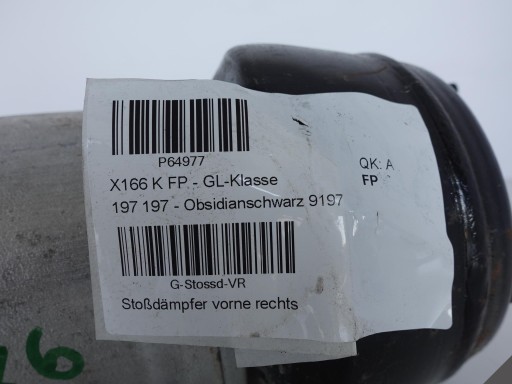 P64977
QK: A
X166 K FP - GL-Klasse
FP
197 197 - Obsidianschwarz 9197
G-Stossd-VR
Stoßdämpfer vorne rechts